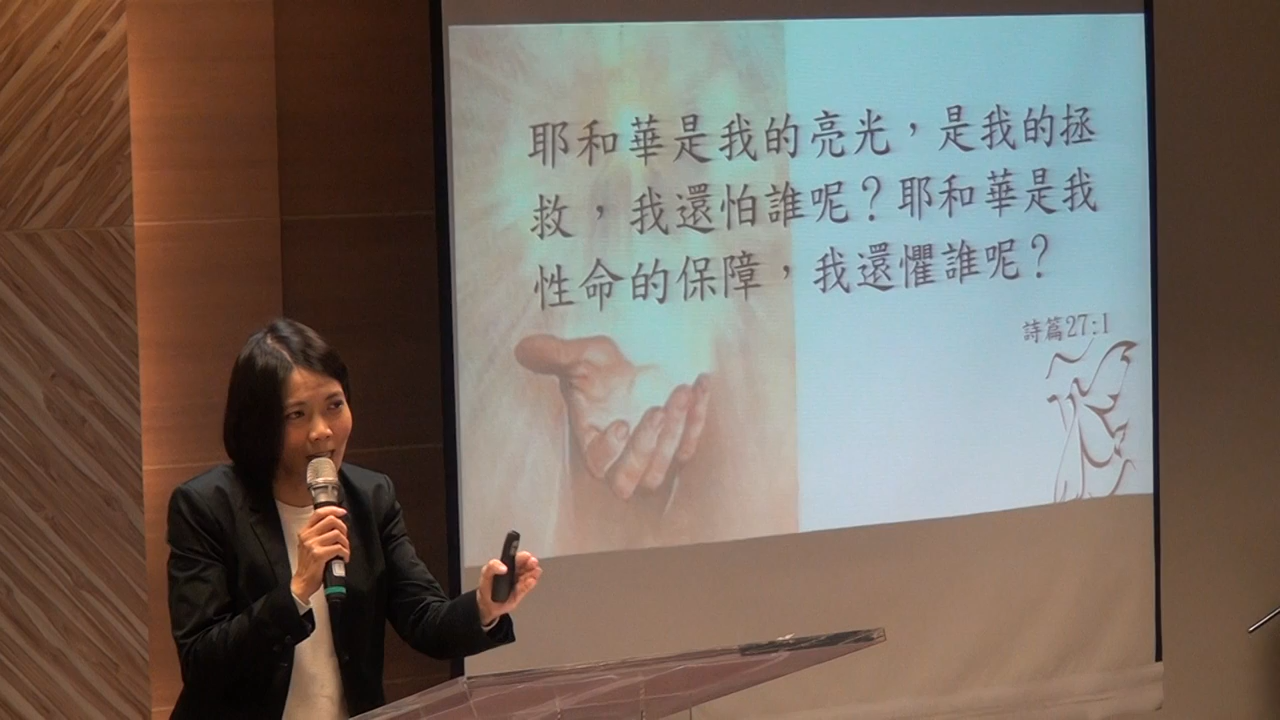 耶和華是我的亮光，是我的拯
救，我還怕誰呢？耶和華是我
性命的保障，我還懼誰呢？
詩篇27:1